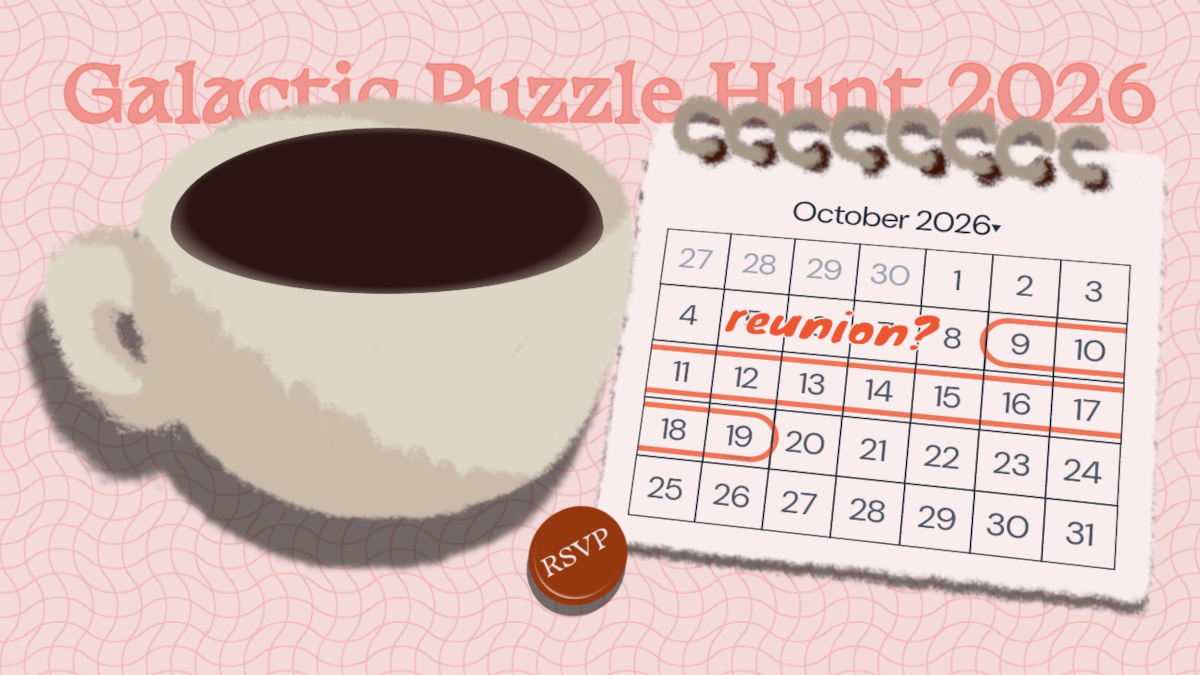 Galactic Puzzle Hunt 2026
October 2026▾
27 28 29 30 1 2 3
4 8 9 10
reunion?
11 12 13 14 15 16 17
18 19 20 21 22 23 24
25 26 27 28 29 30 31
RSVP